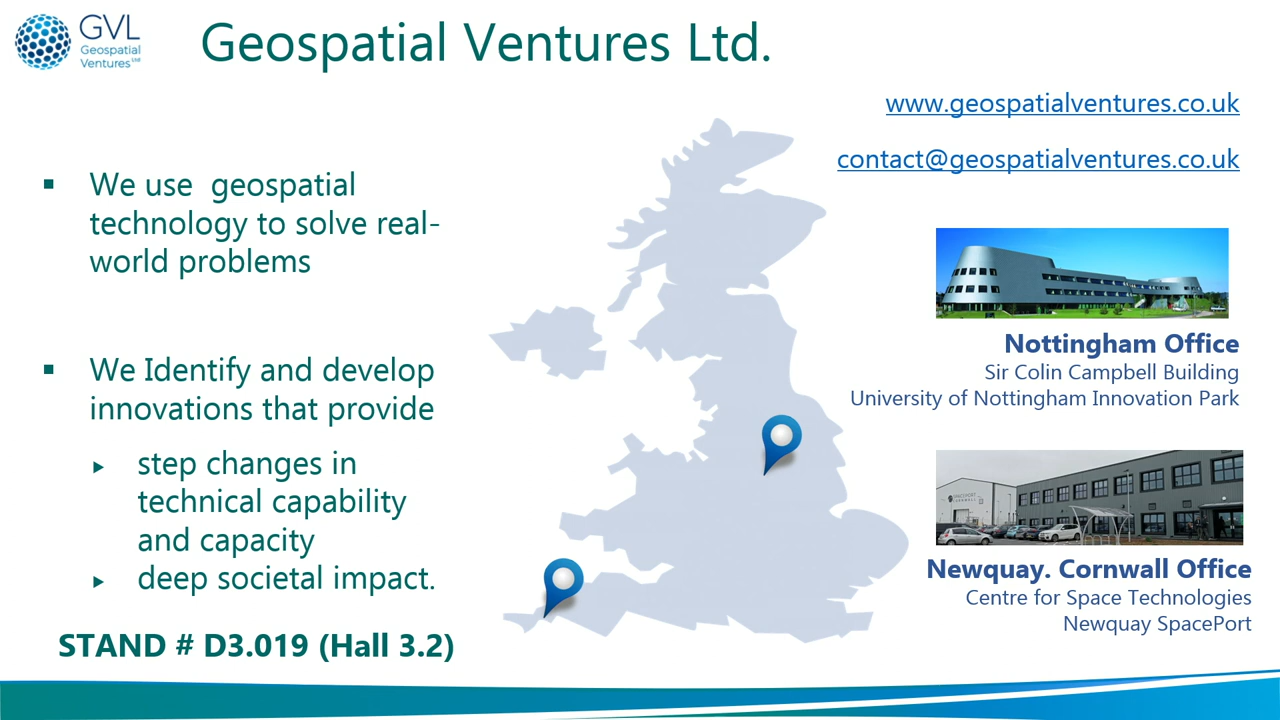 GVL
Geospatial
Ventures Ltd
Geospatial Ventures Ltd.
www.geospatialventures.co.uk
contact@geospatialventures.co.uk
▪ We use  geospatial
technology to solve real-
world problems
▪ We Identify and develop
innovations that provide
▸ step changes in
technical capability
and capacity
▸ deep societal impact.
STAND # D3.019 (Hall 3.2)
Nottingham Office
Sir Colin Campbell Building
University of Nottingham Innovation Park
Newquay. Cornwall Office
Centre for Space Technologies
Newquay SpacePort